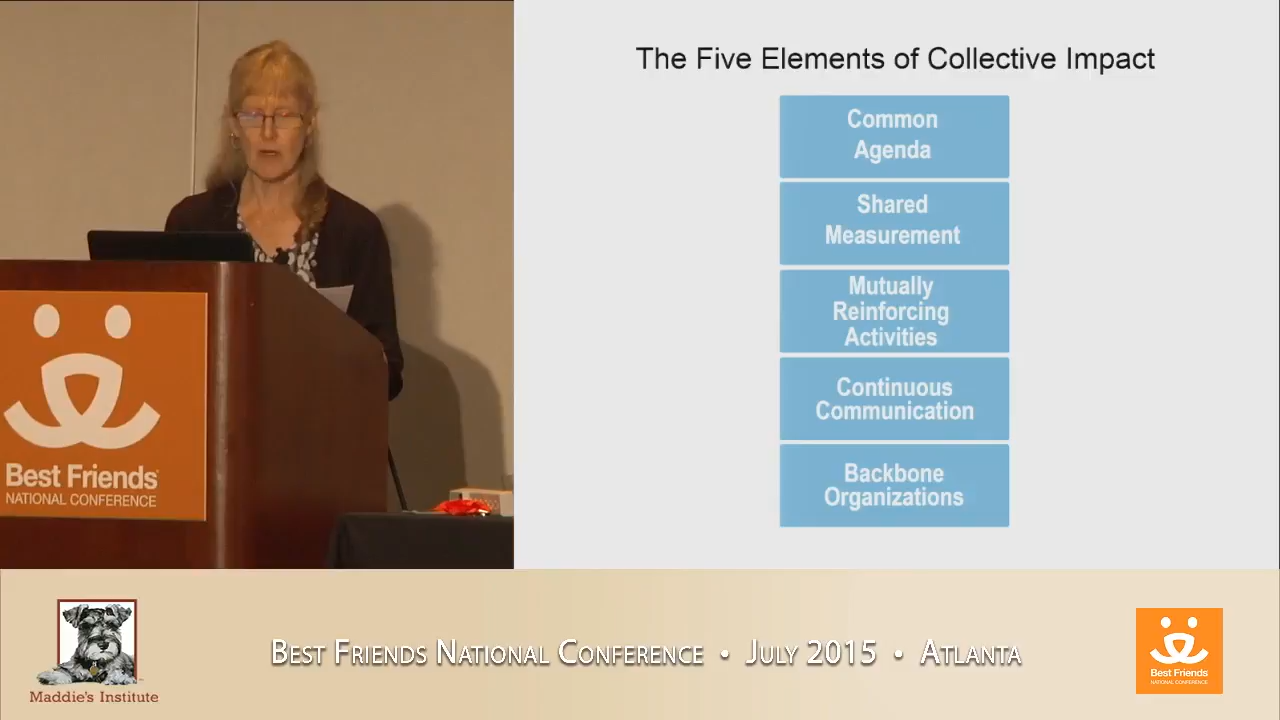 The Five Elements of Collective Impact
Common
Agenda
Shared
Measurement
Mutually
Reinforcing
Activities
Continuous
Communication
Backbone
Organizations
Best Friends
NATIONAL CONFERENCE
Maddie's Institute
BEST FRIENDS NATIONAL CONFERENCE • JULY 2015 • ATLANTA
Best Friends
NATIONAL CONFERENCE